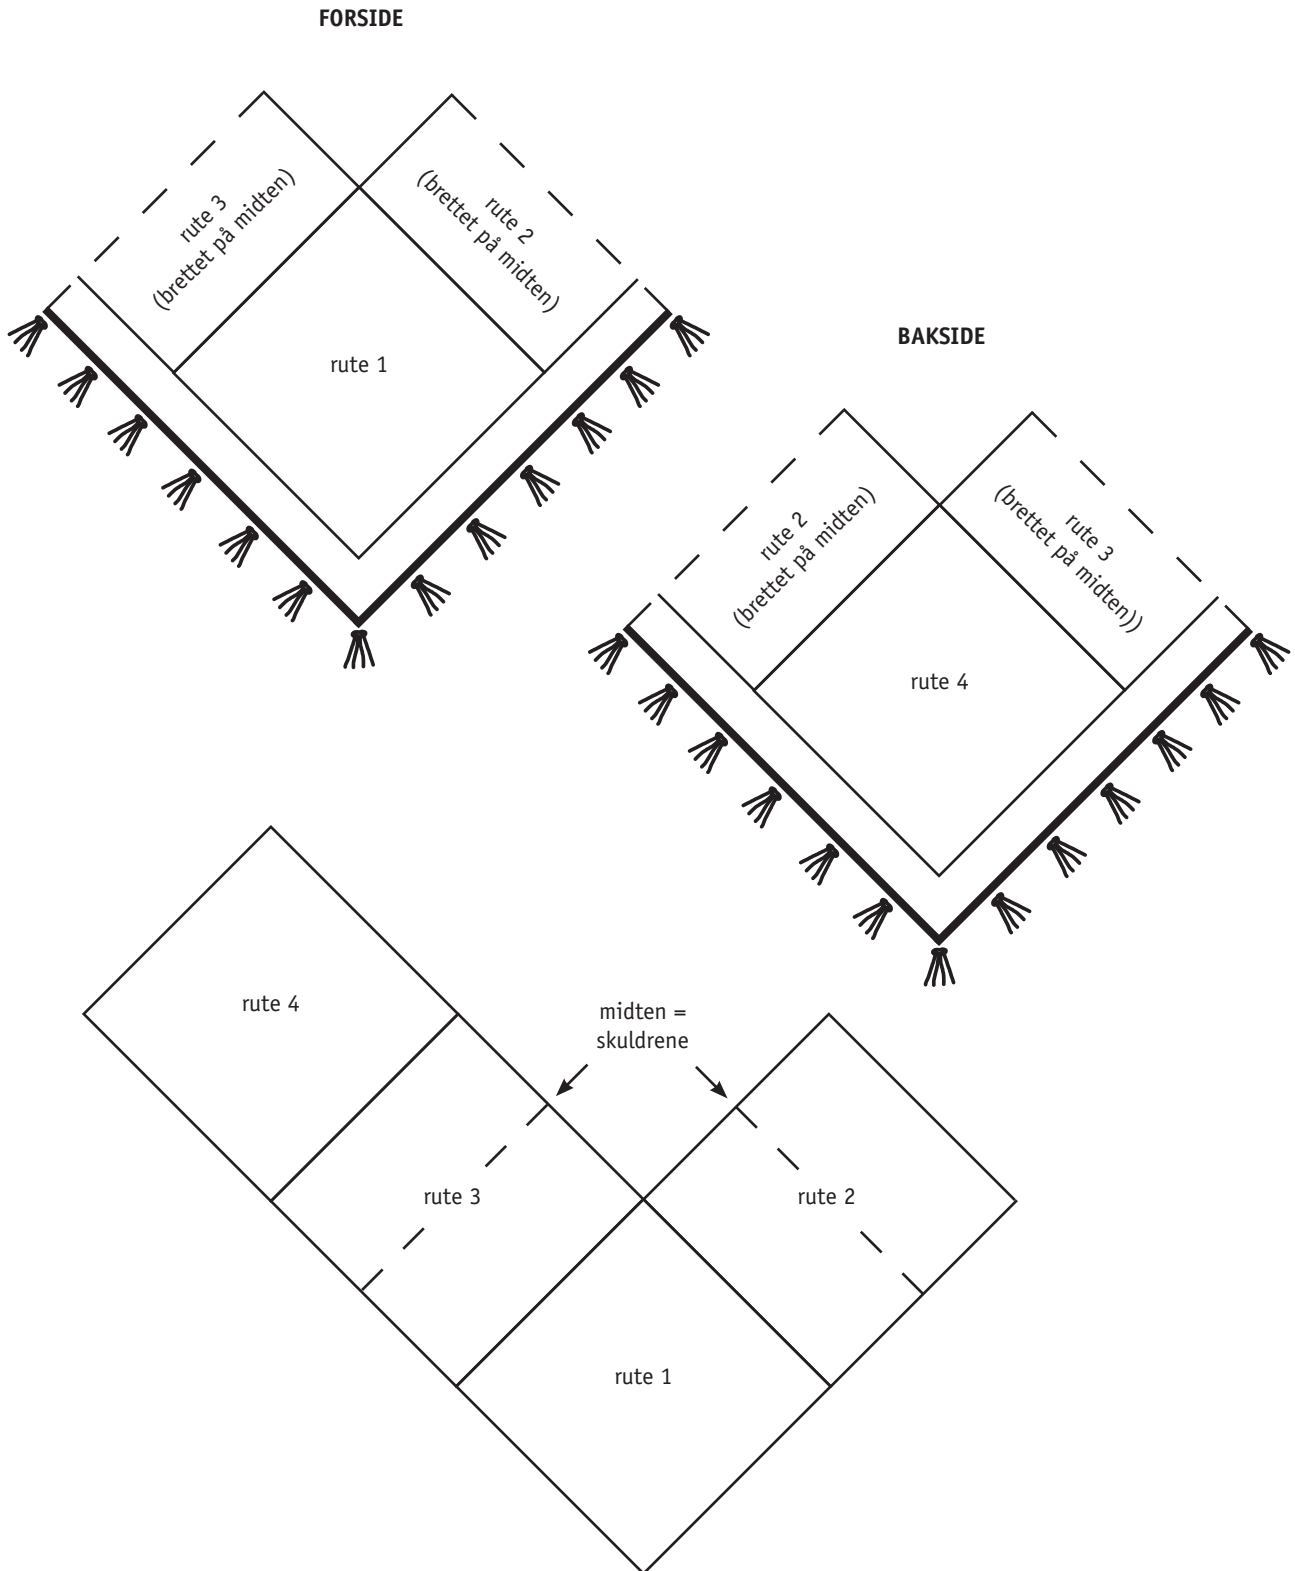 FORSIDE
rute 3
(brettet på midten)
rute 2
(brettet på midten)
rute 1
BAKSIDE
rute 2
(brettet på midten)
rute 3
(brettet på midten))
rute 4
rute 4
midten =
skuldrene
rute 3
rute 2
rute 1